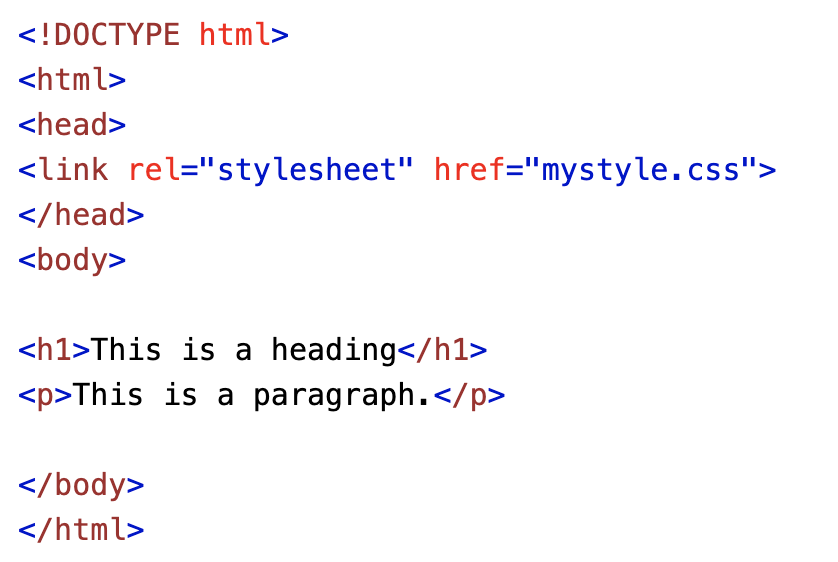 <!DOCTYPE html>
<html>
<head>
<link rel="stylesheet" href="mystyle.css">
</head>
<body>
<h1>This is a heading</h1>
<p>This is a paragraph.</p>
</body>
</html>